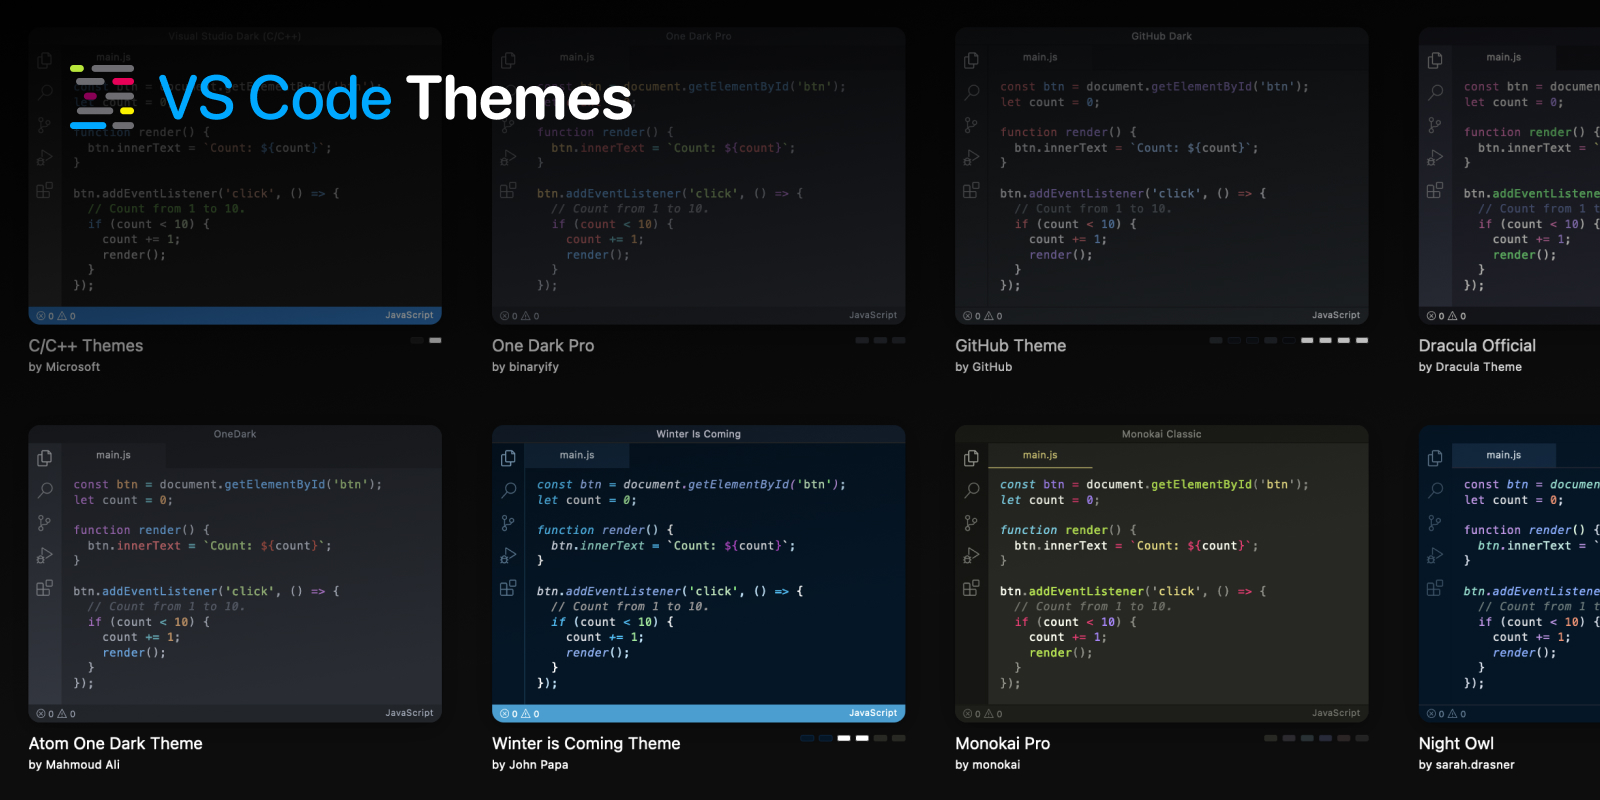 VS Code Themes
Visual Studio Dark (C/C++)
main.js
const btn = document.getElementById('btn');
let count = 0;
function render() {
btn.innerText = `Count: ${count}`;
}
btn.addEventListener('click', () => {
// Count from 1 to 10.
if (count < 10) {
count += 1;
render();
}
});
0 0
JavaScript
C/C++ Themes
by Microsoft
One Dark Pro
main.js
const btn = document.getElementById('btn');
function render() {
btn.innerText = `Count: ${count}`;
}
btn.addEventListener('click', () => {
// Count from 1 to 10.
if (count < 10) {
count += 1;
render();
}
});
0 0
JavaScript
One Dark Pro
by binaryify
GitHub Dark
main.js
const btn = document.getElementById('btn');
let count = 0;
function render() {
btn.innerText = `Count: ${count}`;
}
btn.addEventListener('click', () => {
// Count from 1 to 10.
if (count < 10) {
count += 1;
render();
}
});
0 0
JavaScript
GitHub Theme
by GitHub
main.js
const btn = documen
let count = 0;
function render() {
btn.innerText = `
}
btn.addEventListene
// Count from 1 t
if (count < 10) {
count += 1;
render();
}
});
0 0
Dracula Official
by Dracula Theme
OneDark
main.js
const btn = document.getElementById('btn');
let count = 0;
function render() {
btn.innerText = `Count: ${count}`;
}
btn.addEventListener('click', () => {
// Count from 1 to 10.
if (count < 10) {
count += 1;
render();
}
});
0 0
JavaScript
Atom One Dark Theme
by Mahmoud Ali
Winter Is Coming
main.js
const btn = document.getElementById('btn');
let count = 0;
function render() {
btn.innerText = `Count: ${count}`;
}
btn.addEventListener('click', () => {
// Count from 1 to 10.
if (count < 10) {
count += 1;
render();
}
});
0 0
JavaScript
Winter is Coming Theme
by John Papa
Monokai Classic
main.js
const btn = document.getElementById('btn');
let count = 0;
function render() {
btn.innerText = `Count: ${count}`;
}
btn.addEventListener('click', () => {
// Count from 1 to 10.
if (count < 10) {
count += 1;
render();
}
});
0 0
JavaScript
Monokai Pro
by monokai
main.js
const btn = documen
let count = 0;
function render() {
btn.innerText = `
}
btn.addEventListene
// Count from 1 t
if (count < 10) {
count += 1;
render();
}
});
0 0
Night Owl
by sarah.drasner